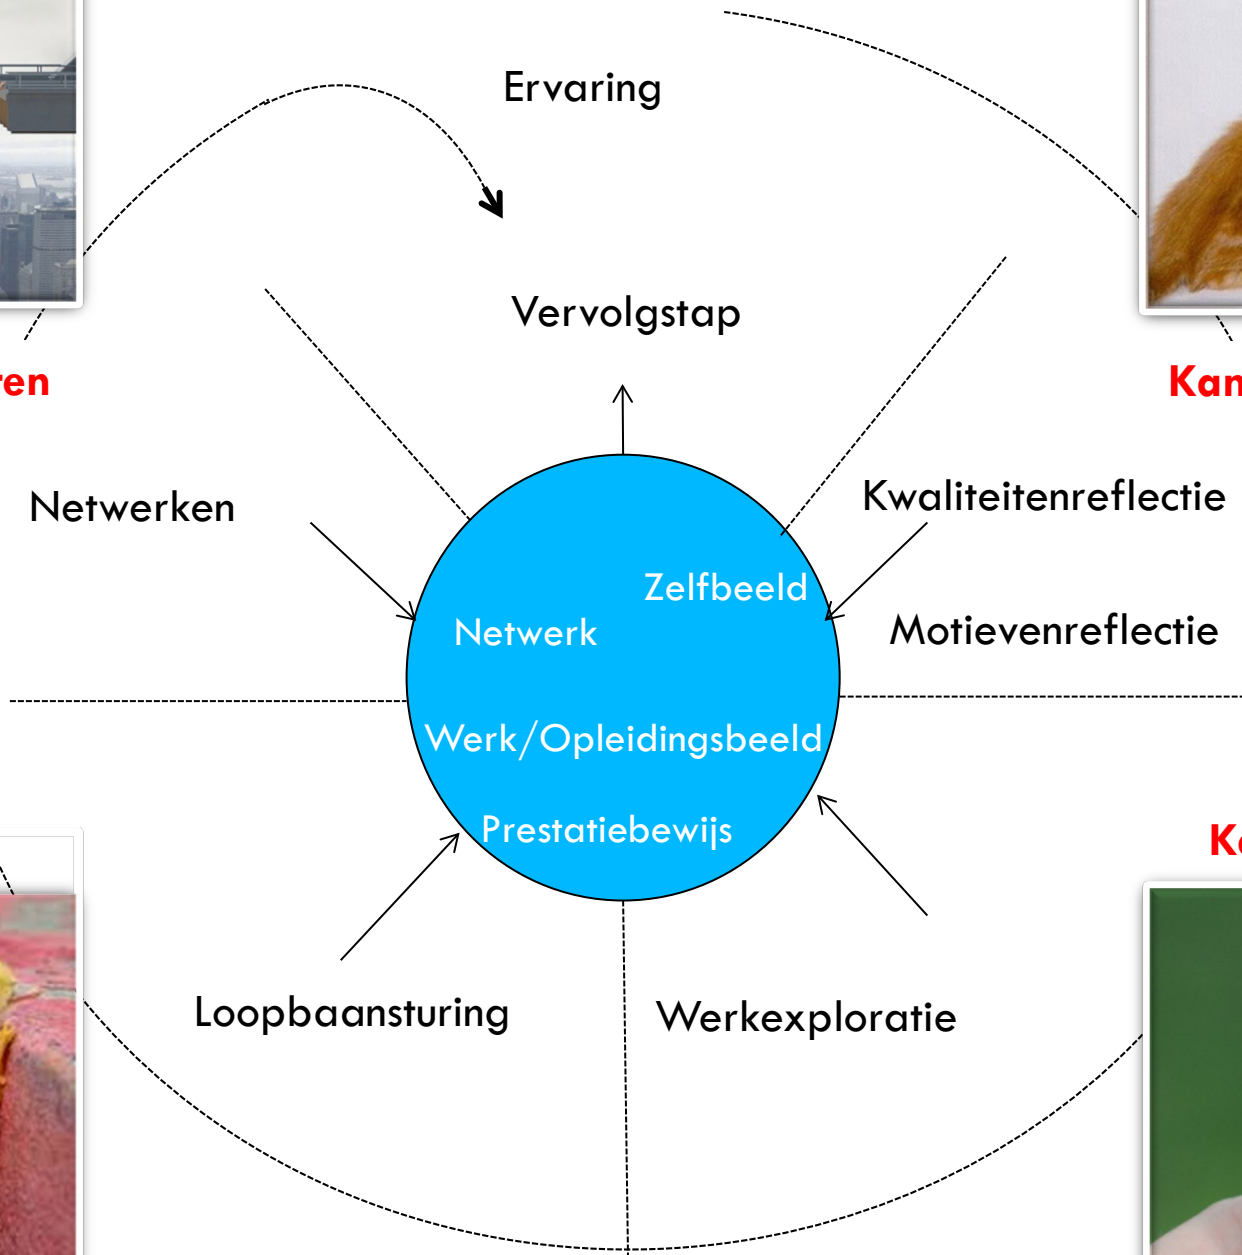 Ervaring
Vervolgstap
Netwerken
Kwaliteitenreflectie
Zelfbeeld
Netwerk
Motievenreflectie
Werk/Opleidingsbeeld
Prestatiebewijs
Loopbaansturing
Werkexploratie